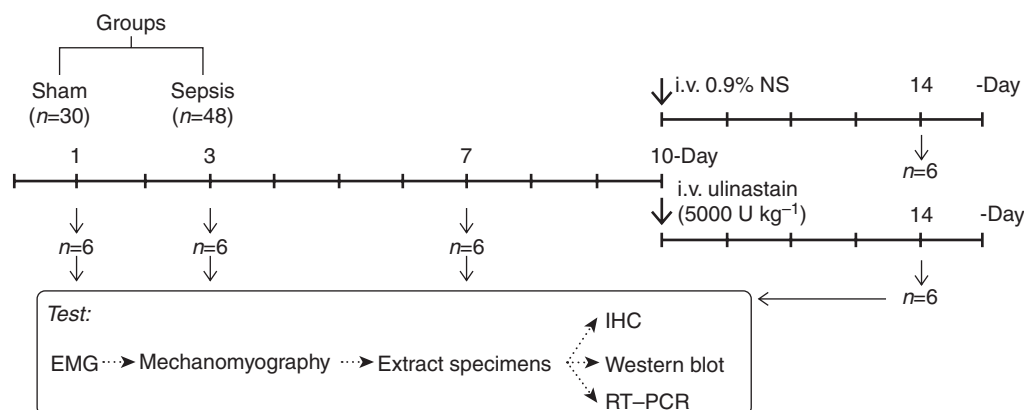 Groups
Sham Sepsis
(n=30) (n=48)
1 3 7 10-Day
n=6 n=6 n=6
i.v. 0.9% NS 14 -Day
n=6
i.v. ulinastain
(5000 U kg⁻¹) 14 -Day
n=6
Test:
EMG Mechanomyography Extract specimens
IHC
Western blot
RT–PCR